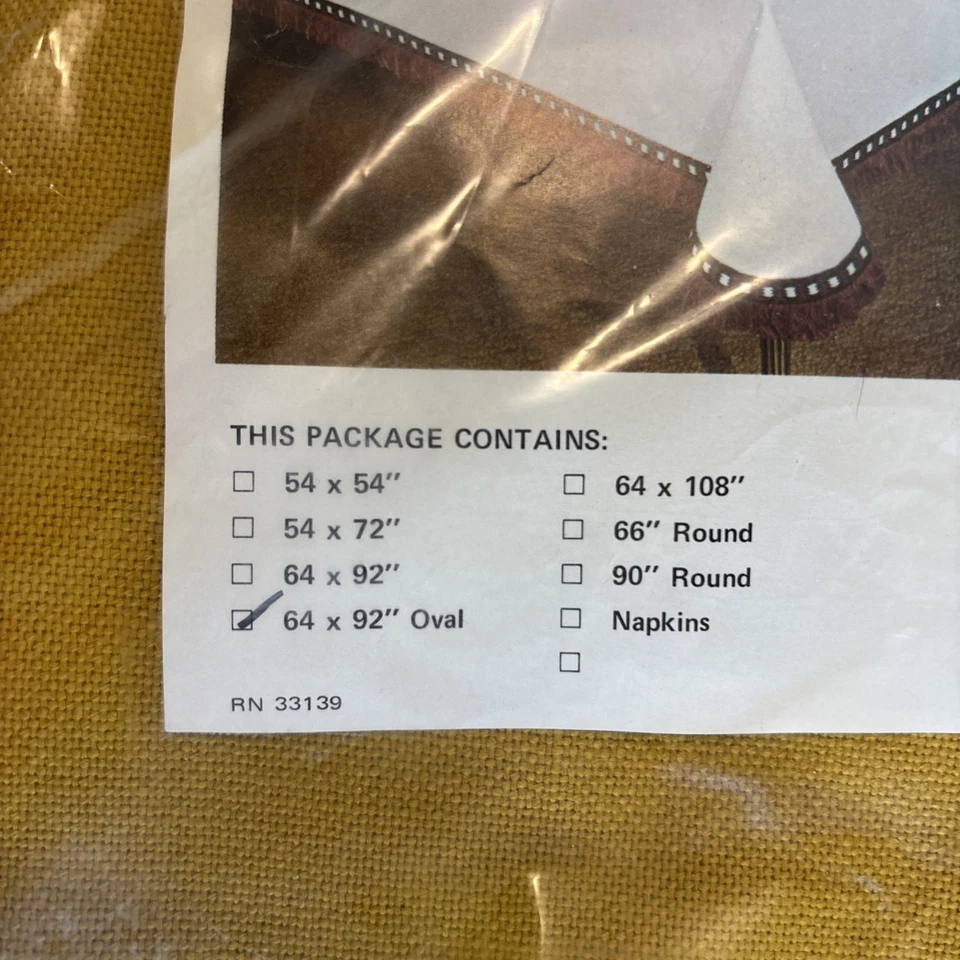 THIS PACKAGE CONTAINS:
☐ 54 x 54”
☐ 54 x 72”
☐ 64 x 92”
☑ 64 x 92” Oval
☐ 64 x 108”
☐ 66” Round
☐ 90” Round
☐ Napkins
☐
RN 33139